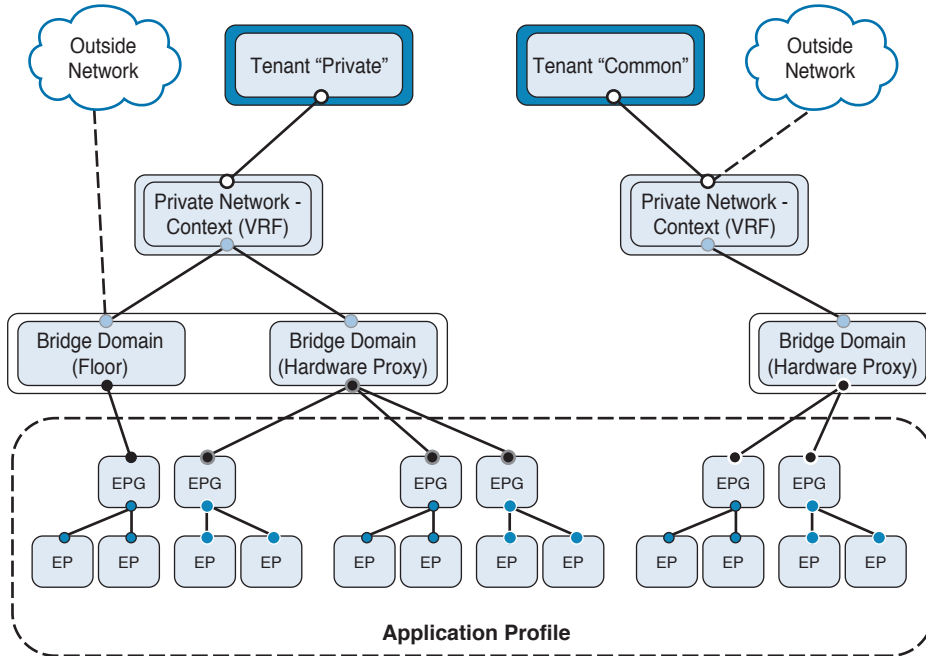 Outside
Network
Tenant “Private”
Tenant “Common”
Outside
Network
Private Network -
Context (VRF)
Private Network -
Context (VRF)
Bridge Domain
(Floor)
Bridge Domain
(Hardware Proxy)
Bridge Domain
(Hardware Proxy)
EPG
EPG
EPG
EPG
EPG
EPG
EP
EP
EP
EP
EP
EP
EP
EP
EP
EP
EP
EP
Application Profile